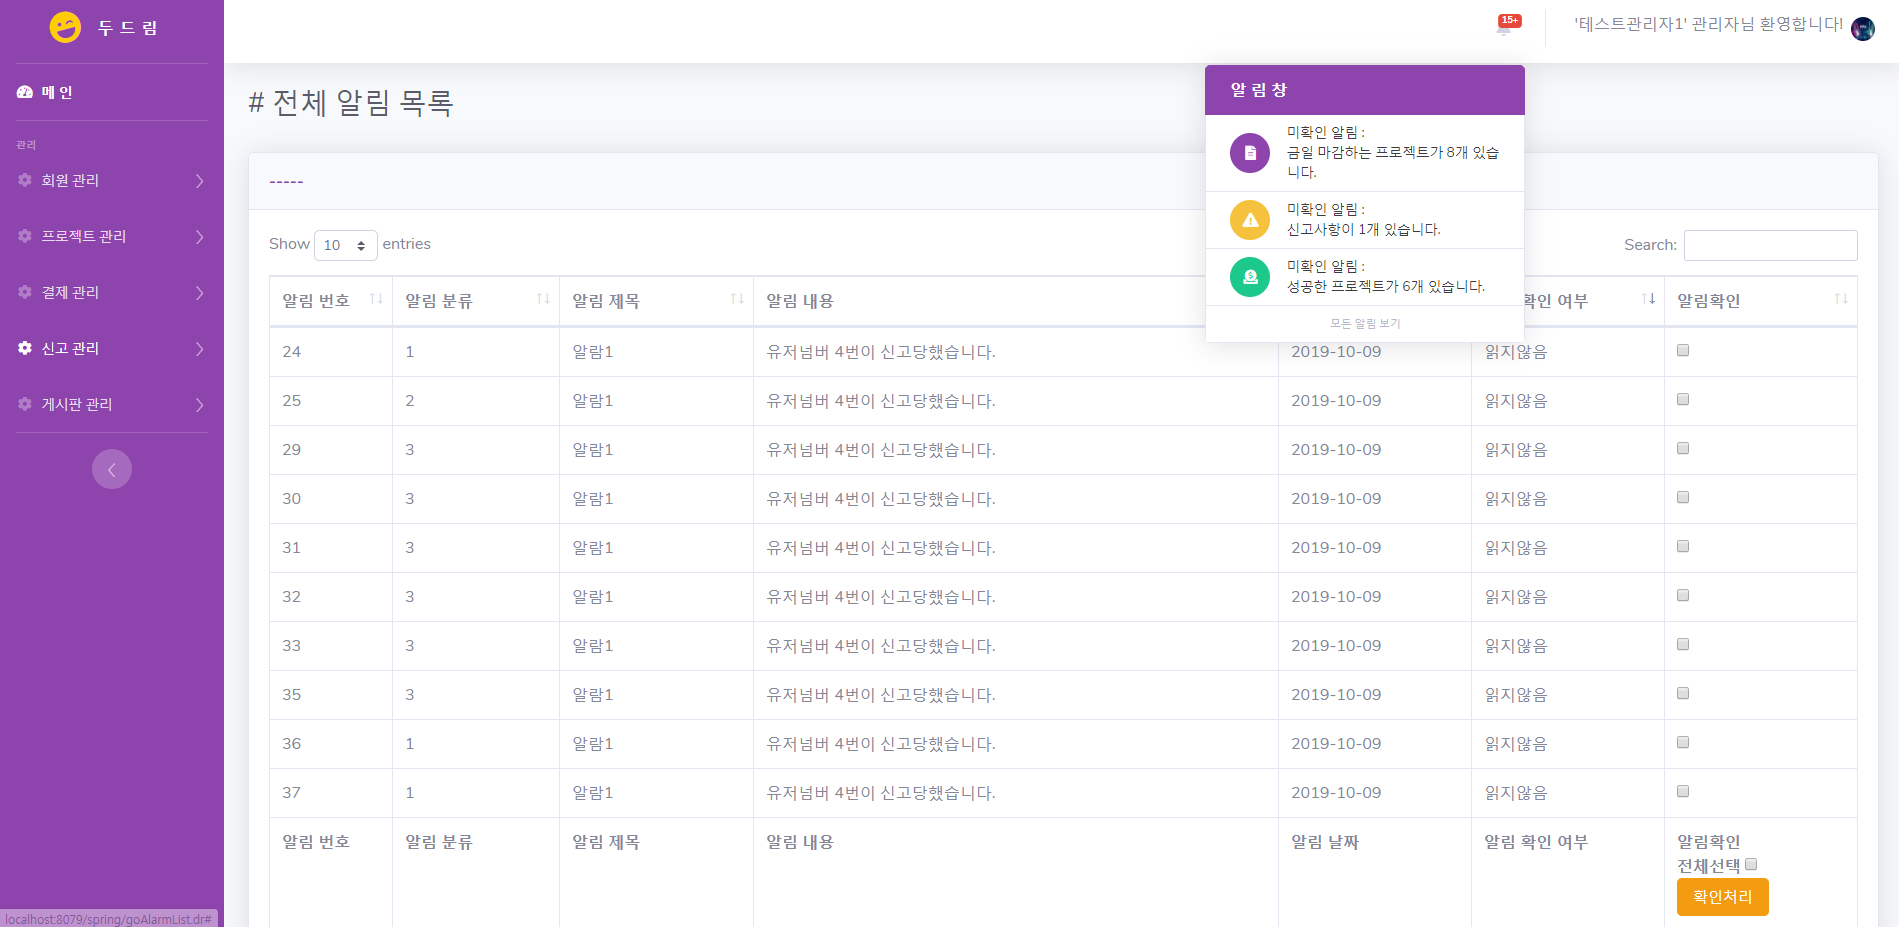 두 드 림
15+
'테스트관리자1' 관리자님 환영합니다!
메 인
관리
회원 관리
프로젝트 관리
결제 관리
신고 관리
게시판 관리
# 전체 알림 목록
알 림 창
미확인 알림 :
금일 마감하는 프로젝트가 8개 있습
니다.
미확인 알림 :
신고사항이 1개 있습니다.
미확인 알림 :
성공한 프로젝트가 6개 있습니다.
모든 알림 보기
-----
Show 10 entries
Search:
알림 번호 알림 분류 알림 제목 알림 내용 확인 여부 알림확인
24 1 알람1 유저넘버 4번이 신고당했습니다. 2019-10-09 읽지않음
25 2 알람1 유저넘버 4번이 신고당했습니다. 2019-10-09 읽지않음
29 3 알람1 유저넘버 4번이 신고당했습니다. 2019-10-09 읽지않음
30 3 알람1 유저넘버 4번이 신고당했습니다. 2019-10-09 읽지않음
31 3 알람1 유저넘버 4번이 신고당했습니다. 2019-10-09 읽지않음
32 3 알람1 유저넘버 4번이 신고당했습니다. 2019-10-09 읽지않음
33 3 알람1 유저넘버 4번이 신고당했습니다. 2019-10-09 읽지않음
35 3 알람1 유저넘버 4번이 신고당했습니다. 2019-10-09 읽지않음
36 1 알람1 유저넘버 4번이 신고당했습니다. 2019-10-09 읽지않음
37 1 알람1 유저넘버 4번이 신고당했습니다. 2019-10-09 읽지않음
알림 번호 알림 분류 알림 제목 알림 내용 알림 날짜 알림 확인 여부 알림확인
전체선택
확인처리
localhost:8079/spring/goAlarmList.dr#